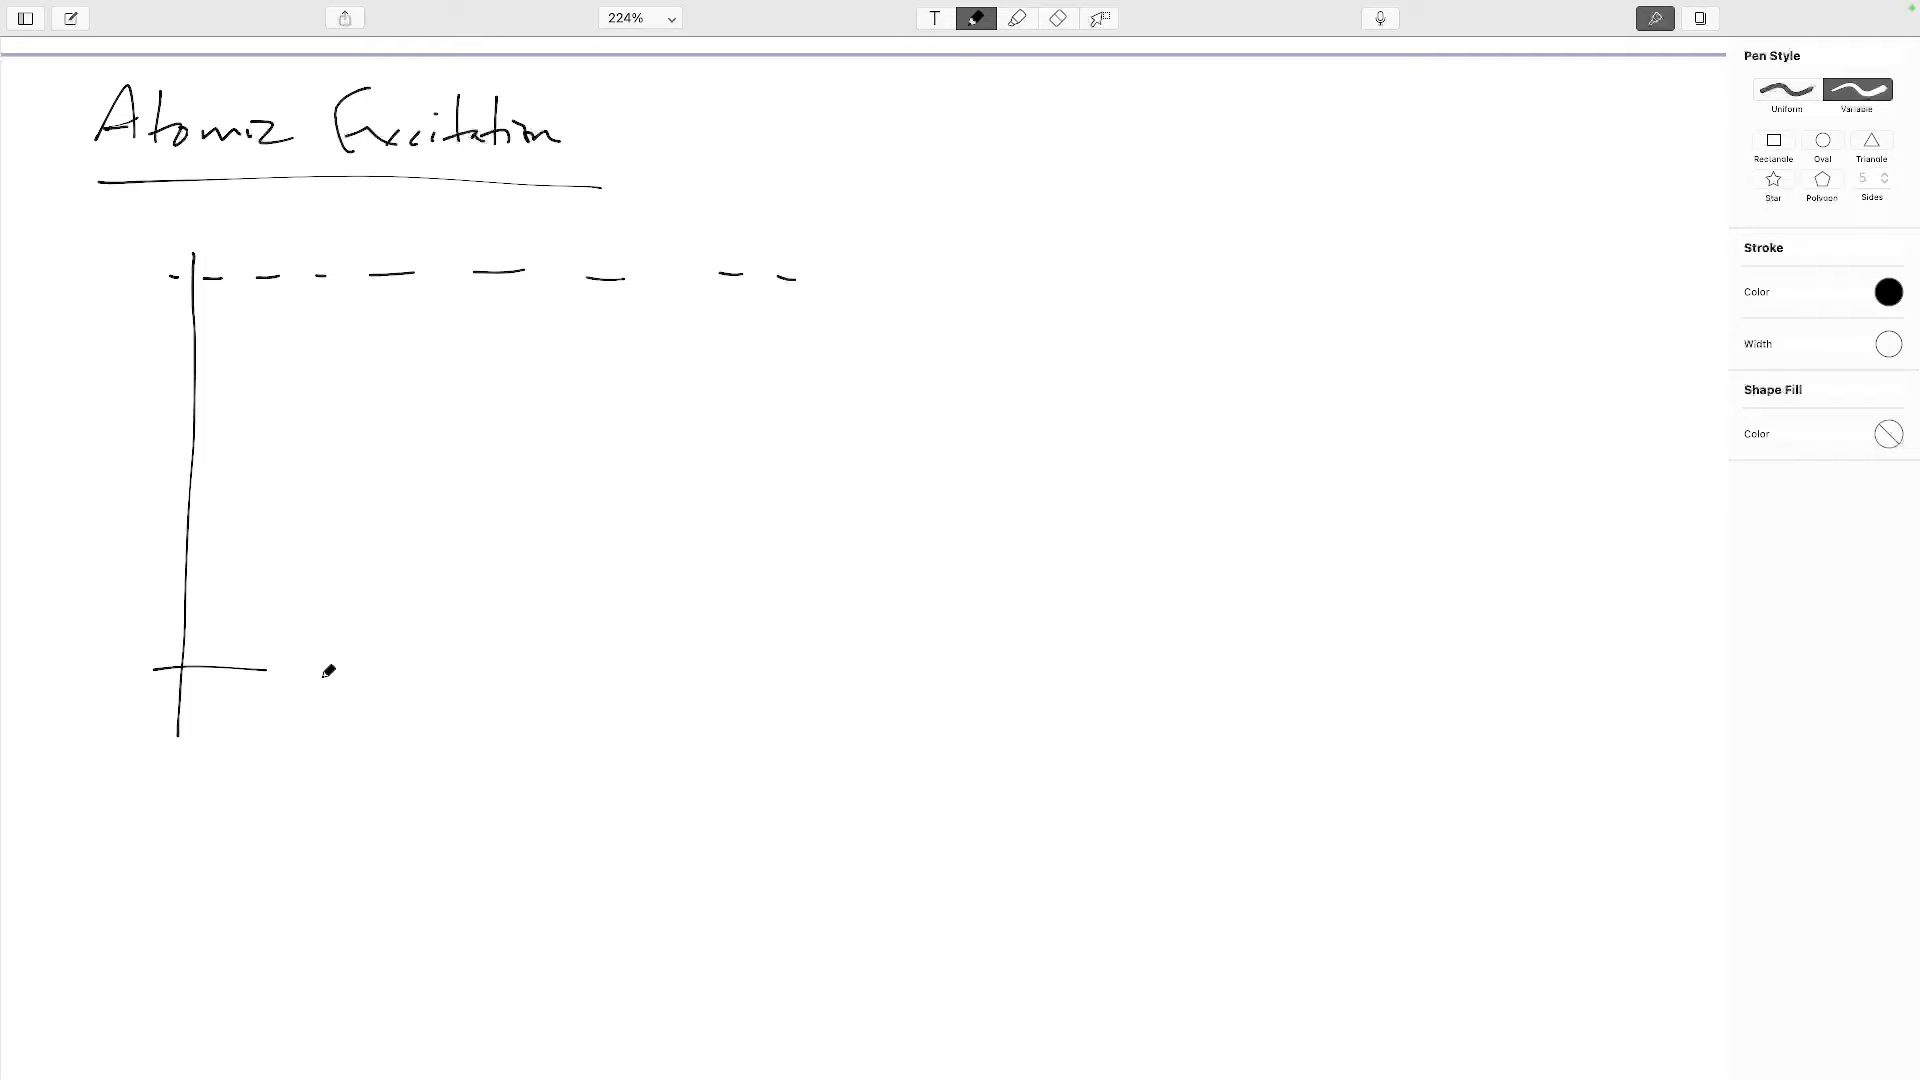 224%
T
Atomic Excitation
Pen Style
Uniform Variable
Rectangle Oval Triangle
5
Star Polygon Sides
Stroke
Color
Width
Shape Fill
Color